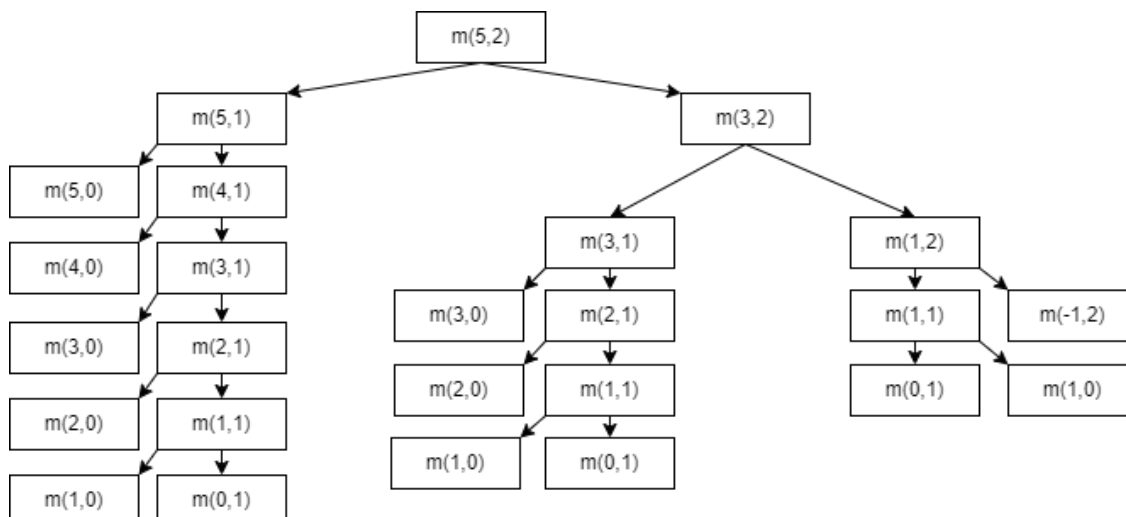 m(5,2)
m(5,1)
m(3,2)
m(5,0)
m(4,1)
m(3,1)
m(1,2)
m(4,0)
m(3,1)
m(3,0)
m(2,1)
m(1,1)
m(-1,2)
m(3,0)
m(2,1)
m(2,0)
m(1,1)
m(0,1)
m(1,0)
m(2,0)
m(1,1)
m(1,0)
m(0,1)
m(1,0)
m(0,1)